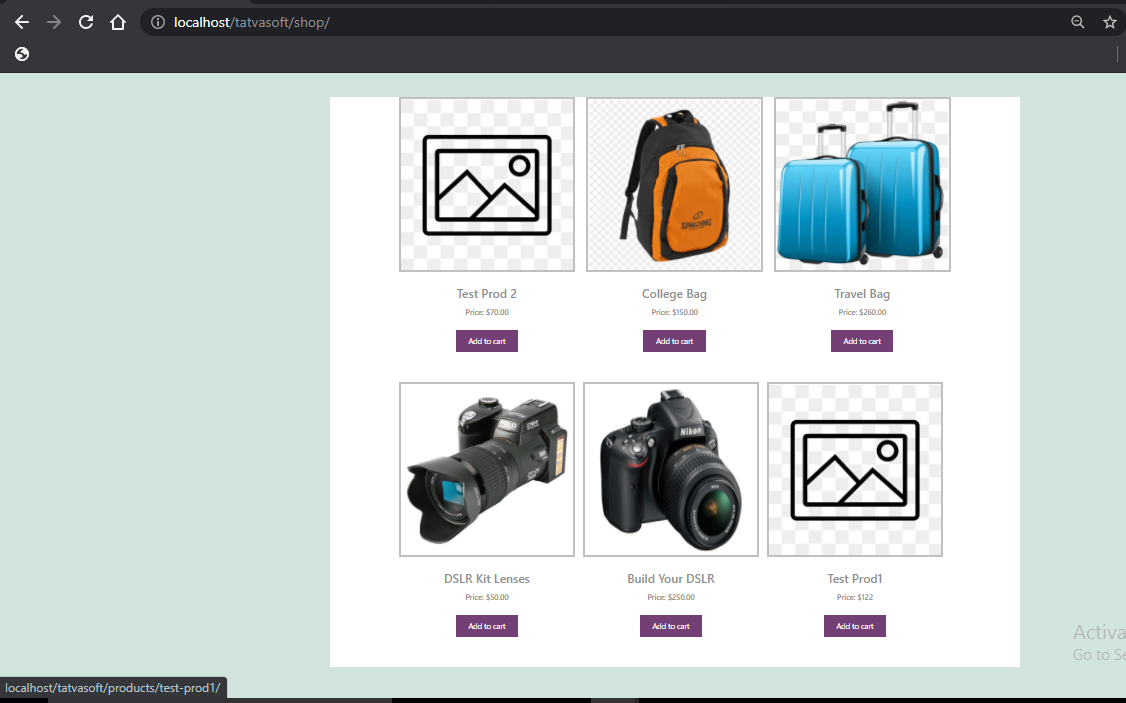 localhost/tatvasoft/shop/
SPALDING
Test Prod 2
College Bag
Travel Bag
Price: $70.00
Price: $150.00
Price: $260.00
Add to cart
Add to cart
Add to cart
Nikon
DSLR Kit Lenses
Build Your DSLR
Test Prod1
Price: $50.00
Price: $250.00
Price: $122
Add to cart
Add to cart
Add to cart
Activa
Go to Se
localhost/tatvasoft/products/test-prod1/